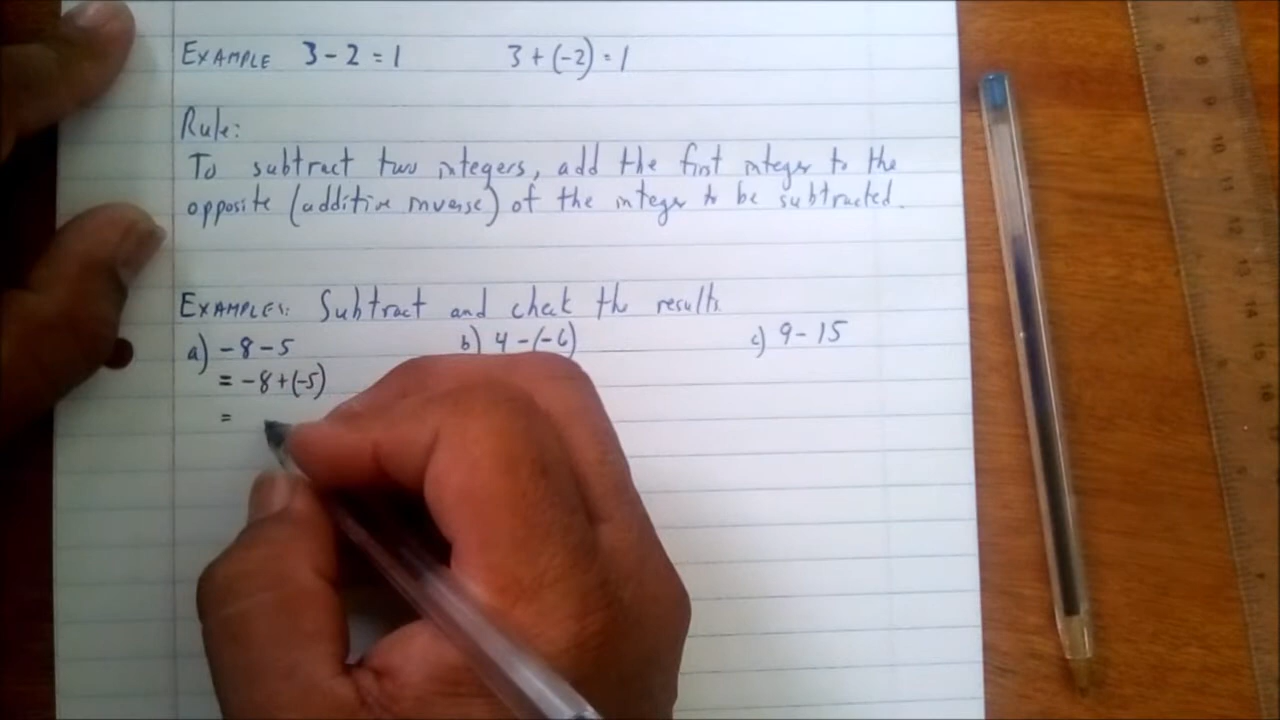 EXAMPLE 3 - 2 = 1 3 + (-2) = 1
Rule:
To subtract two integers, add the first integer to the
opposite (additive inverse) of the integer to be subtracted.
EXAMPLES: Subtract and check the results.
a) -8 - 5 b) 4 - (-6) c) 9 - 15
= -8 + (-5)
=